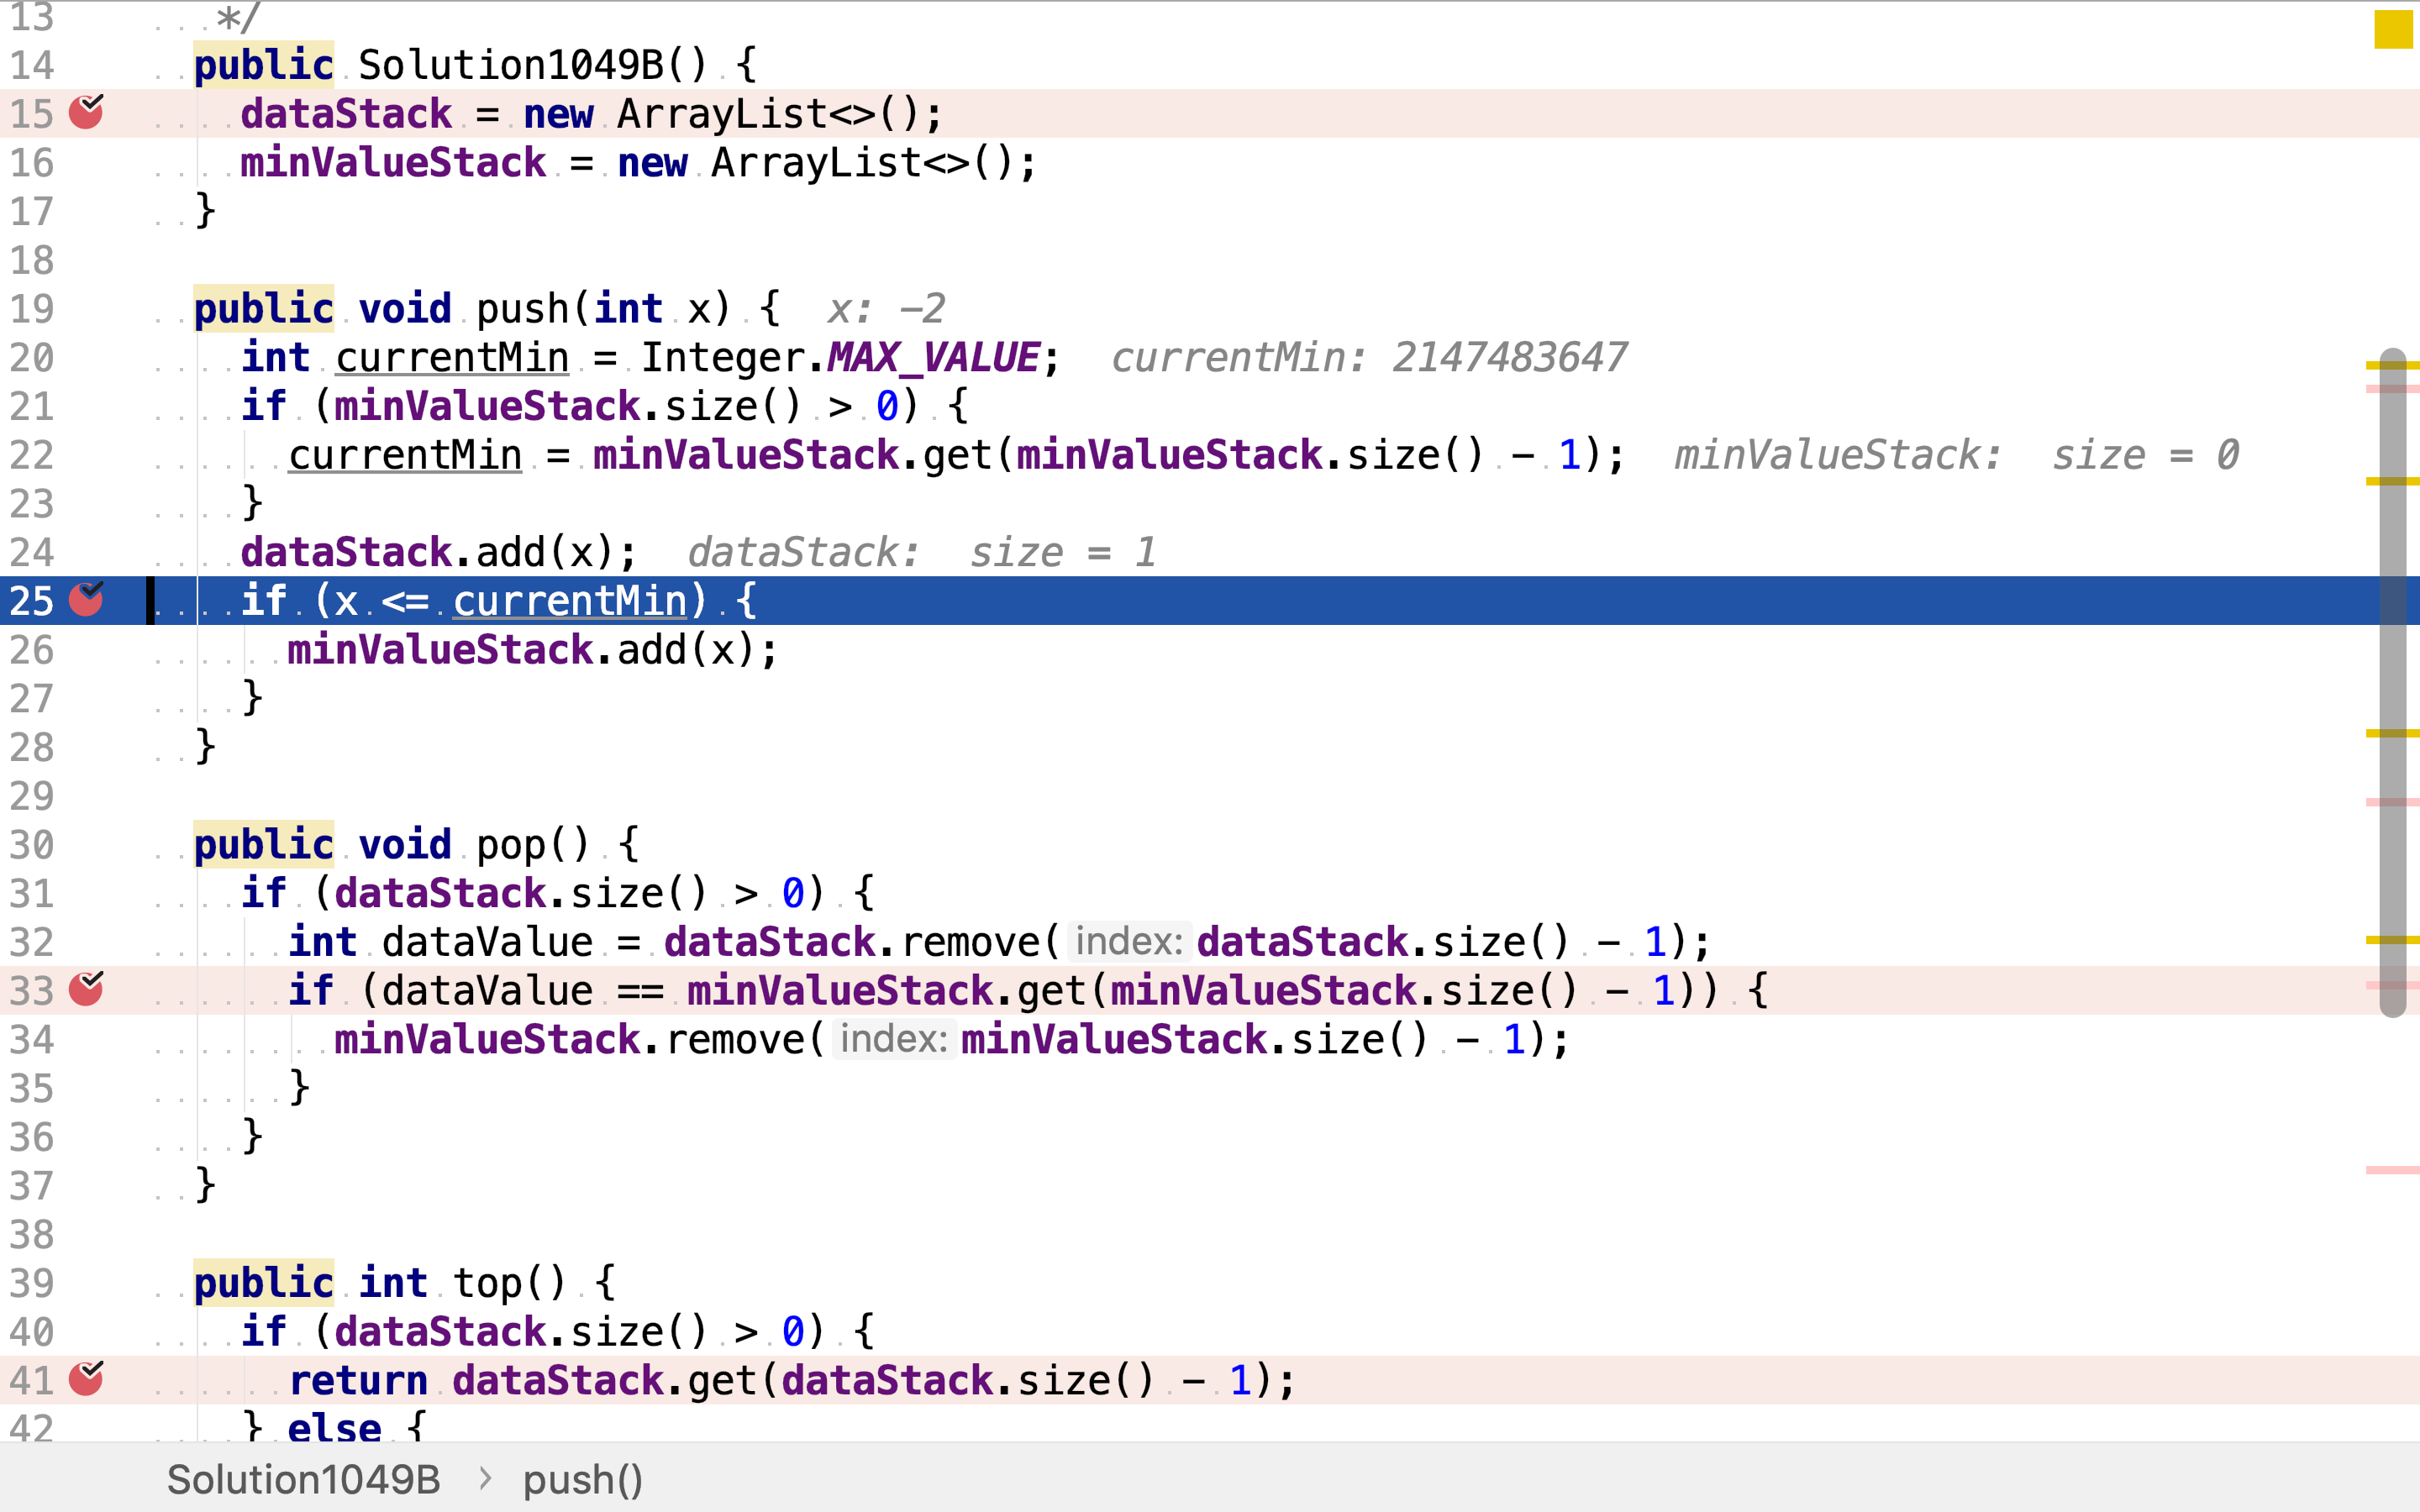 13 */
14 public Solution1049B() {
15 dataStack = new ArrayList<>();
16 minValueStack = new ArrayList<>();
17 }
18
19 public void push(int x) { x: -2
20 int currentMin = Integer.MAX_VALUE; currentMin: 2147483647
21 if (minValueStack.size() > 0) {
22 currentMin = minValueStack.get(minValueStack.size() - 1); minValueStack: size = 0
23 }
24 dataStack.add(x); dataStack: size = 1
25 if (x <= currentMin) {
26 minValueStack.add(x);
27 }
28 }
29
30 public void pop() {
31 if (dataStack.size() > 0) {
32 int dataValue = dataStack.remove( index: dataStack.size() - 1);
33 if (dataValue == minValueStack.get(minValueStack.size() - 1)) {
34 minValueStack.remove( index: minValueStack.size() - 1);
35 }
36 }
37 }
38
39 public int top() {
40 if (dataStack.size() > 0) {
41 return dataStack.get(dataStack.size() - 1);
42 } else {
Solution1049B > push()